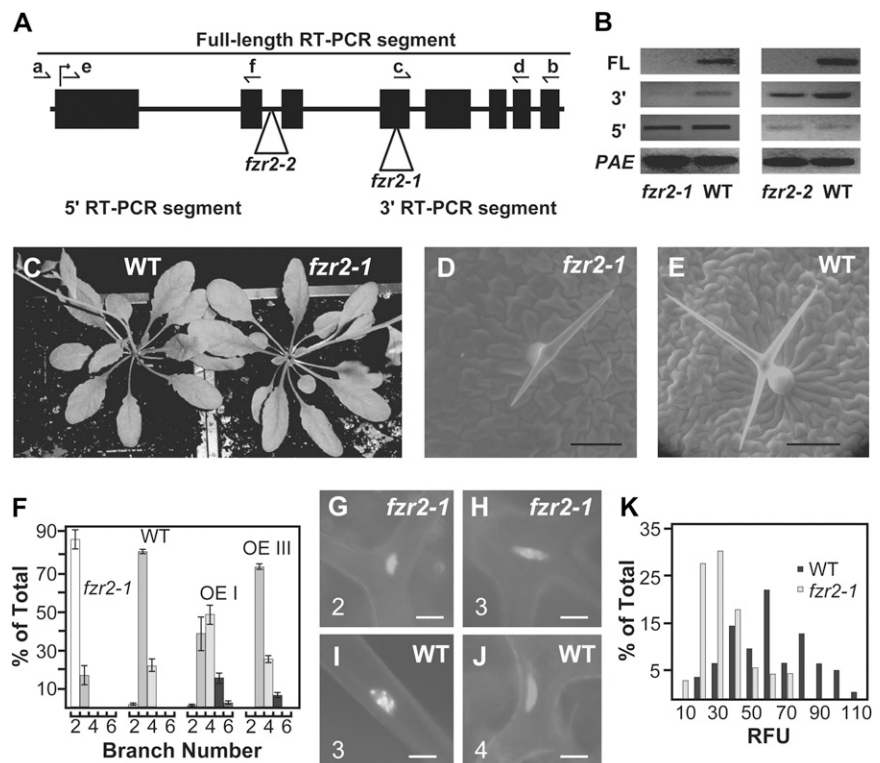 A
Full-length RT-PCR segment
a
e
f
c
d
b
fzr2-2
fzr2-1
5' RT-PCR segment
3' RT-PCR segment
B
FL
3'
5'
PAE
fzr2-1 WT
fzr2-2 WT
C
WT
fzr2-1
D
fzr2-1
E
WT
F
% of Total
90
70
50
30
10
fzr2-1
WT
OE I
OE III
2 4 6 2 4 6 2 4 6 2 4 6
Branch Number
G
fzr2-1
2
H
fzr2-1
3
I
WT
3
J
WT
4
K
% of Total
35
25
15
5
WT
fzr2-1
10 30 50 70 90 110
RFU